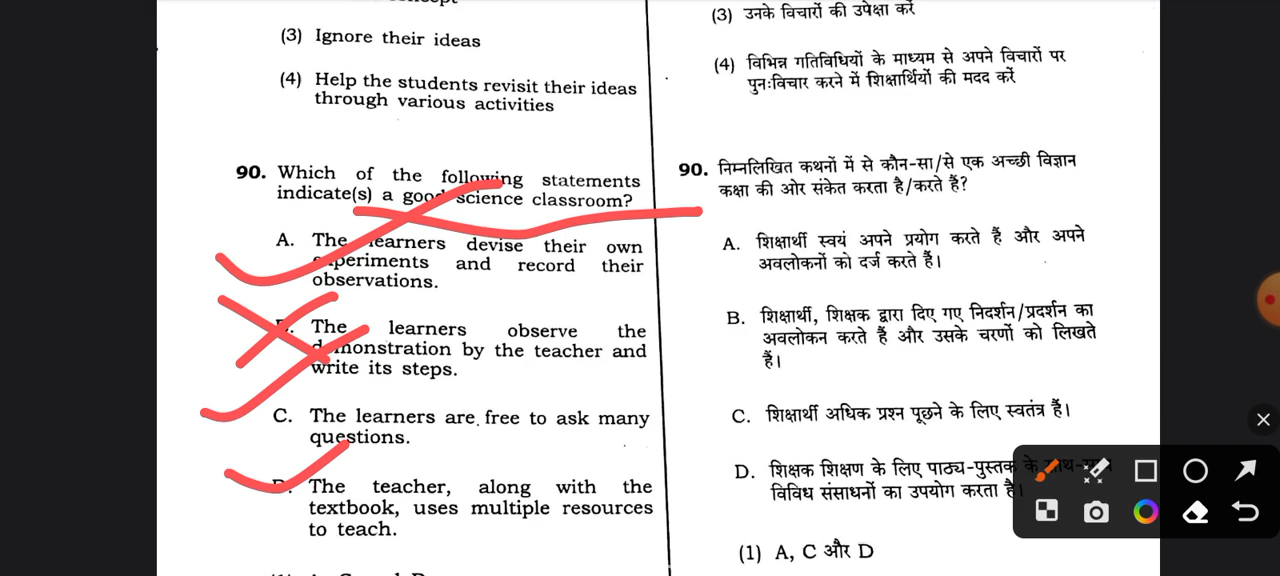 (3) Ignore their ideas
(4) Help the students revisit their ideas
through various activities
90. Which of the following statements
indicate(s) a good science classroom?
A. The learners devise their own
experiments and record their
observations.
B. The learners observe the
demonstration by the teacher and
write its steps.
C. The learners are free to ask many
questions.
D. The teacher, along with the
textbook, uses multiple resources
to teach.
(3) उनके विचारों की उपेक्षा करें
(4) विभिन्न गतिविधियों के माध्यम से अपने विचारों पर
पुनःविचार करने में शिक्षार्थियों की मदद करें
90. निम्नलिखित कथनों में से कौन-सा/से एक अच्छी विज्ञान
कक्षा की ओर संकेत करता है/करते हैं?
A. शिक्षार्थी स्वयं अपने प्रयोग करते हैं और अपने
अवलोकनों को दर्ज करते हैं।
B. शिक्षार्थी, शिक्षक द्वारा दिए गए निदर्शन/प्रदर्शन का
अवलोकन करते हैं और उसके चरणों को लिखते
हैं।
C. शिक्षार्थी अधिक प्रश्न पूछने के लिए स्वतंत्र हैं।
D. शिक्षक शिक्षण के लिए पाठ्य-पुस्तक के
विविध संसाधनों का उपयोग करता है
(1) A, C और D